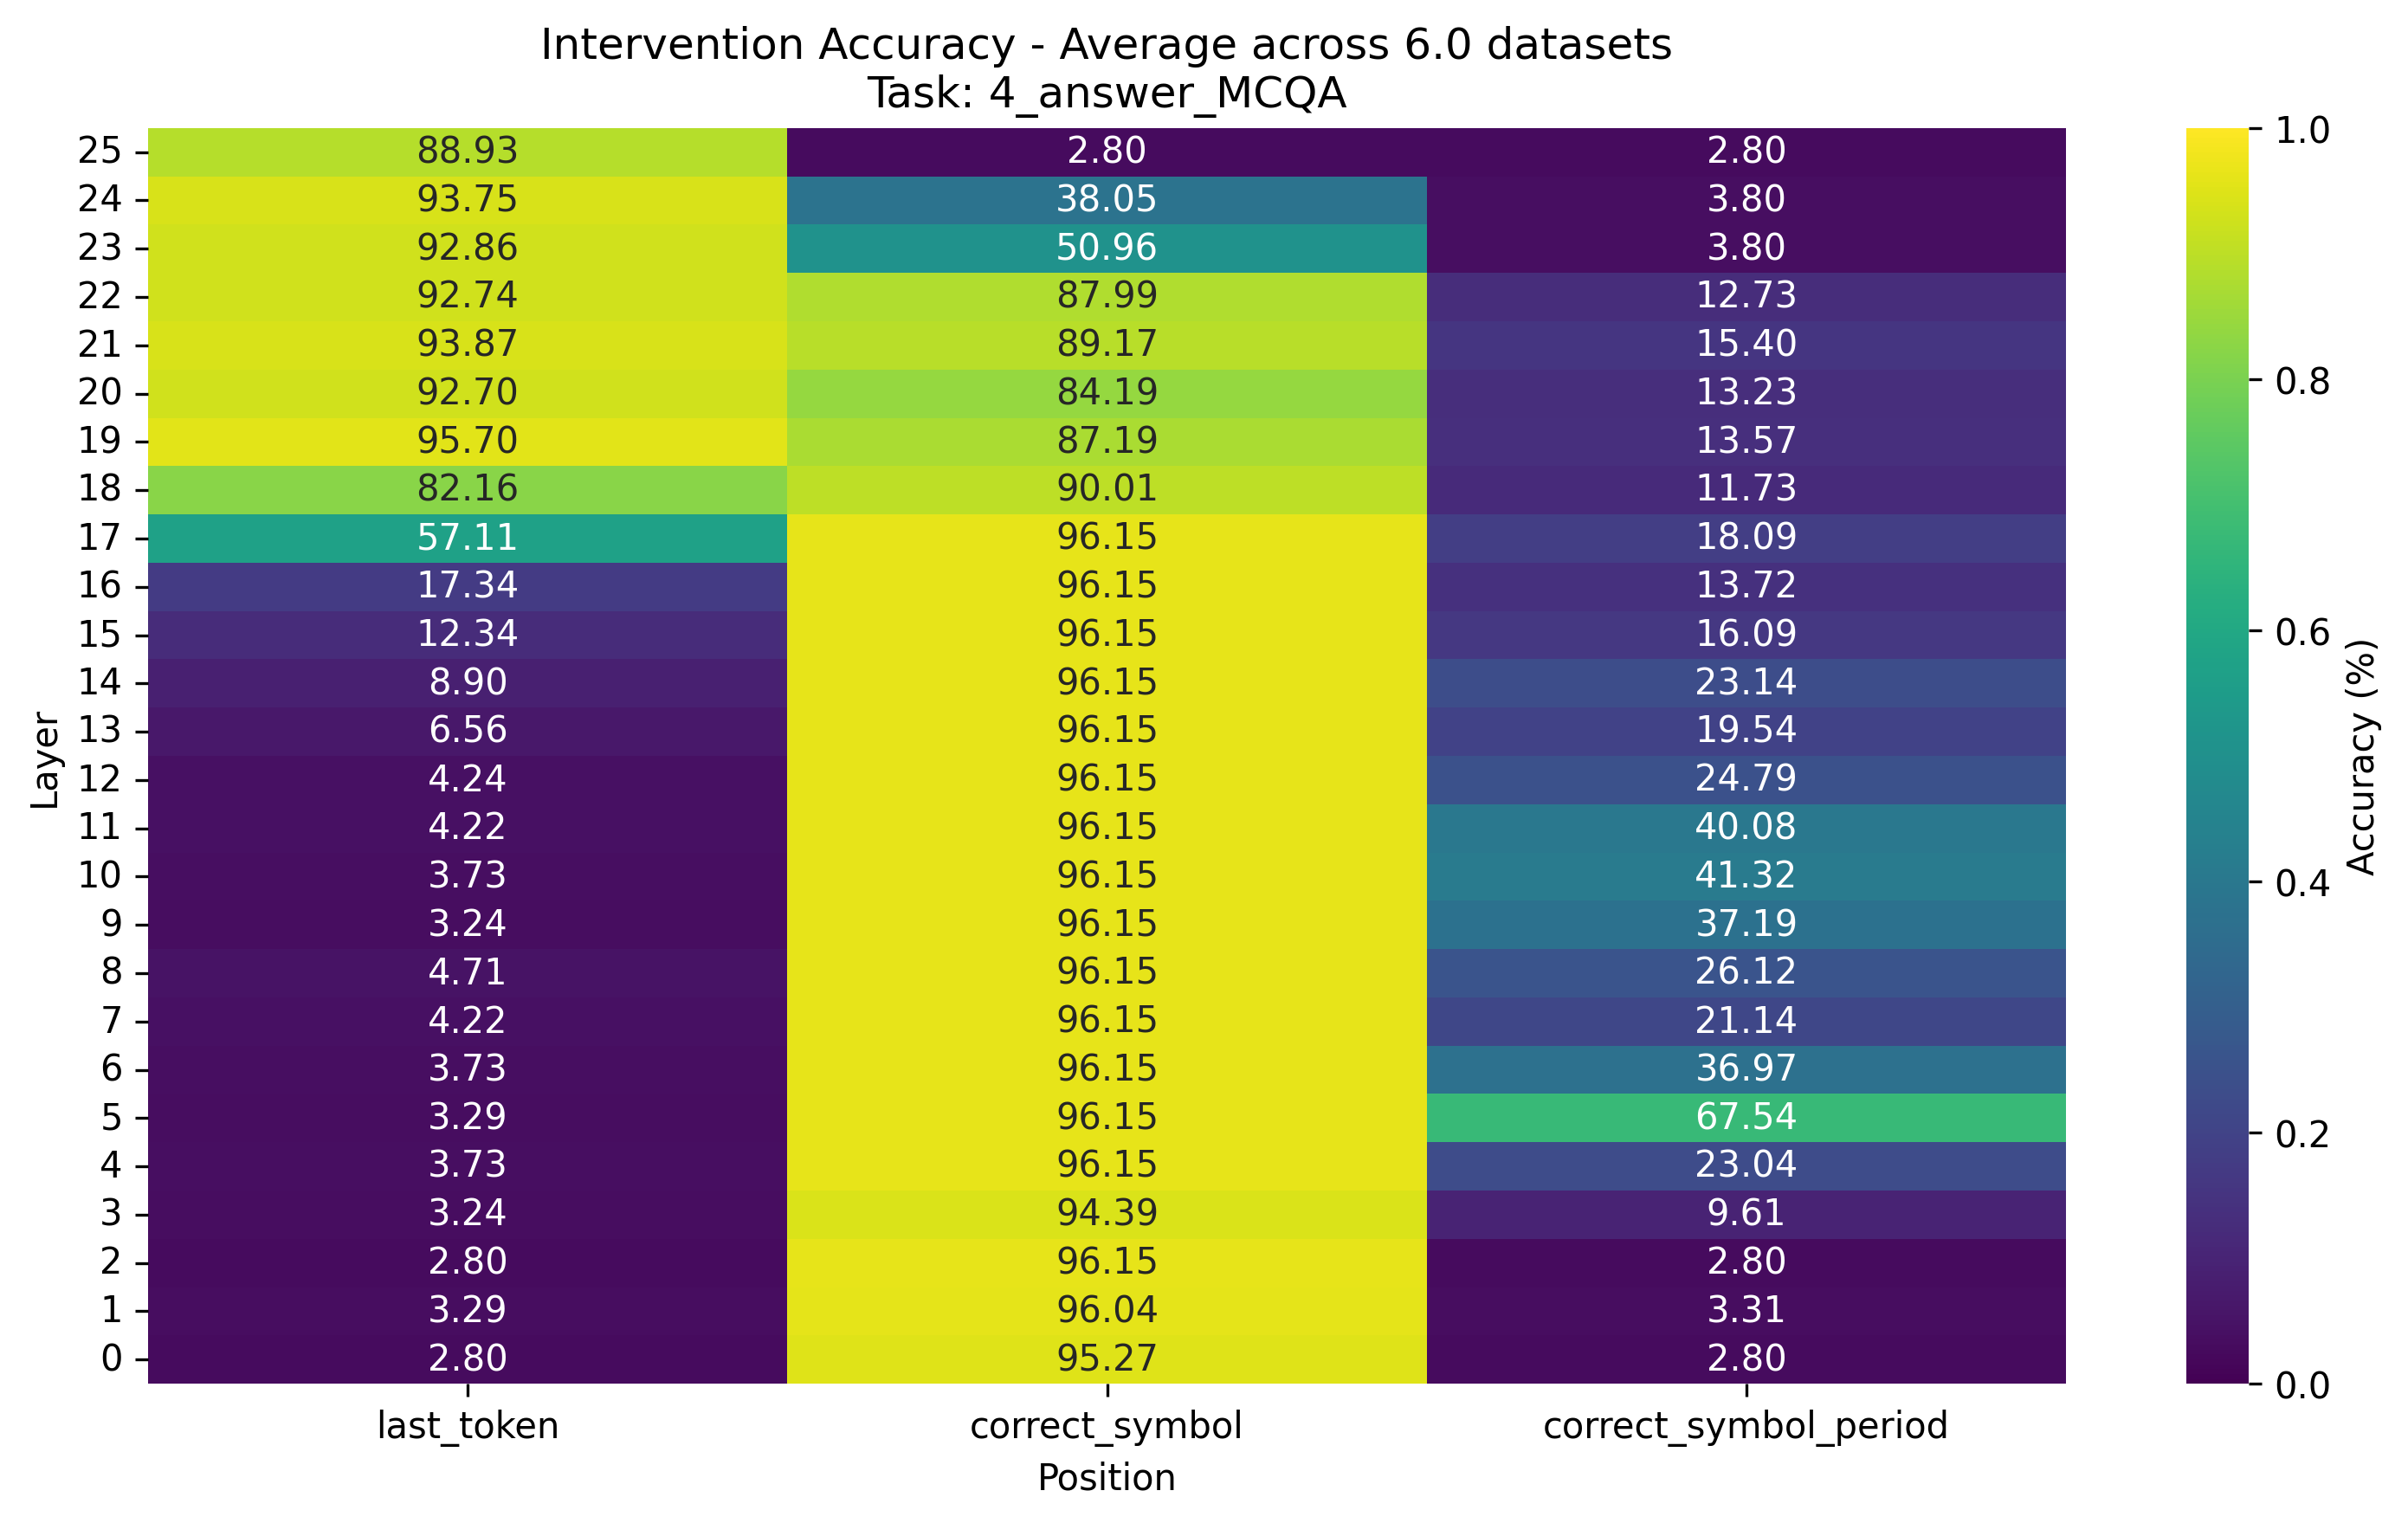 Intervention Accuracy - Average across 6.0 datasets
Task: 4_answer_MCQA
25 88.93 2.80 2.80
24 93.75 38.05 3.80
23 92.86 50.96 3.80
22 92.74 87.99 12.73
21 93.87 89.17 15.40
20 92.70 84.19 13.23
19 95.70 87.19 13.57
18 82.16 90.01 11.73
17 57.11 96.15 18.09
16 17.34 96.15 13.72
15 12.34 96.15 16.09
14 8.90 96.15 23.14
13 6.56 96.15 19.54
12 4.24 96.15 24.79
11 4.22 96.15 40.08
10 3.73 96.15 41.32
9 3.24 96.15 37.19
8 4.71 96.15 26.12
7 4.22 96.15 21.14
6 3.73 96.15 36.97
5 3.29 96.15 67.54
4 3.73 96.15 23.04
3 3.24 94.39 9.61
2 2.80 96.15 2.80
1 3.29 96.04 3.31
0 2.80 95.27 2.80
last_token correct_symbol correct_symbol_period
Position
Layer
1.0
0.8
0.6
0.4
0.2
0.0
Accuracy (%)